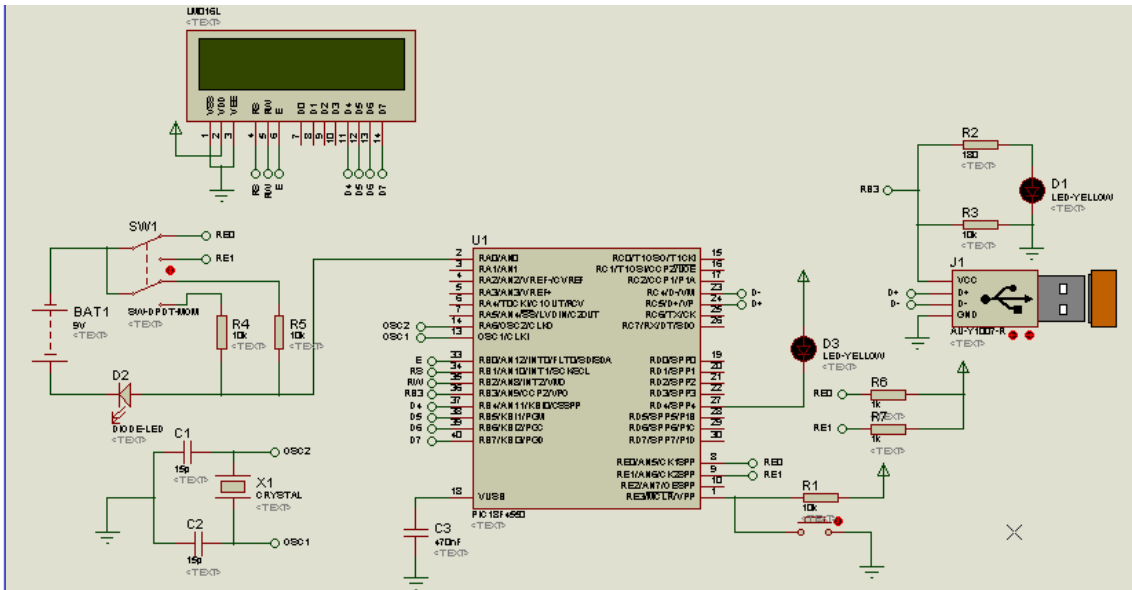 LMD16L
<TEXT>
VSS VDD VEE RS RW E D0 D1 D2 D3 D4 D5 D6 D7
1 2 3 4 5 6 7 8 9 10 11 12 13 14
RS RW E D4 D5 D6 D7
SW1
RE0
RE1
SW-DPDT-MOM
<TEXT>
BAT1
9V
<TEXT>
R4
10k
<TEXT>
R5
10k
<TEXT>
D2
DIODE-LED
<TEXT>
C1
15p
<TEXT>
OSC2
X1
CRYSTAL
<TEXT>
C2
15p
<TEXT>
OSC1
U1
2 RA0/AN0
3 RA1/AN1
4 RA2/AN2/VREF-/CVREF
5 RA3/AN3/VREF+
6 RA4/T0CKI/C1OUT/RCV
7 RA5/AN4/SS/LVDIN/C2OUT
OSC2 14 RA6/OSC2/CLKO
OSC1 13 OSC1/CLKI
E 33 RB0/AN12/INT0/FLT0/SDI/SDA
RS 34 RB1/AN10/INT1/SCK/SCL
RW 35 RB2/AN8/INT2/VMO
RB3 36 RB3/AN9/CCP2/VPO
D4 37 RB4/AN11/KBI0/CSSPP
D5 38 RB5/KBI1/PGM
D6 39 RB6/KBI2/PGC
D7 40 RB7/KBI3/PGD
18 VUSB
RC0/T1OSO/T1CKI 15
RC1/T1OSI/CCP2/UOE 16
RC2/CCP1/P1A 17
RC4/D-/VM 23 D-
RC5/D+/VP 24 D+
RC6/TX/CK 25
RC7/RX/DT/SDO 26
RD0/SPP0 19
RD1/SPP1 20
RD2/SPP2 21
RD3/SPP3 22
RD4/SPP4 27
RD5/SPP5/P1B 28
RD6/SPP6/P1C 29
RD7/SPP7/P1D 30
RE0/AN5/CK1SPP 8 RE0
RE1/AN6/CK2SPP 9 RE1
RE2/AN7/OESPP 10
RE3/MCLR/VPP 1
PIC18F4550
<TEXT>
C3
470nF
<TEXT>
D3
LED-YELLOW
<TEXT>
R1
10k
<TEXT>
R2
180
<TEXT>
RB3
D1
LED-YELLOW
<TEXT>
R3
10k
<TEXT>
J1
VCC
D+ D+
D- D-
GND
AU-Y1007-R
<TEXT>
RE0
R6
1k
<TEXT>
RE1
R7
1k
<TEXT>